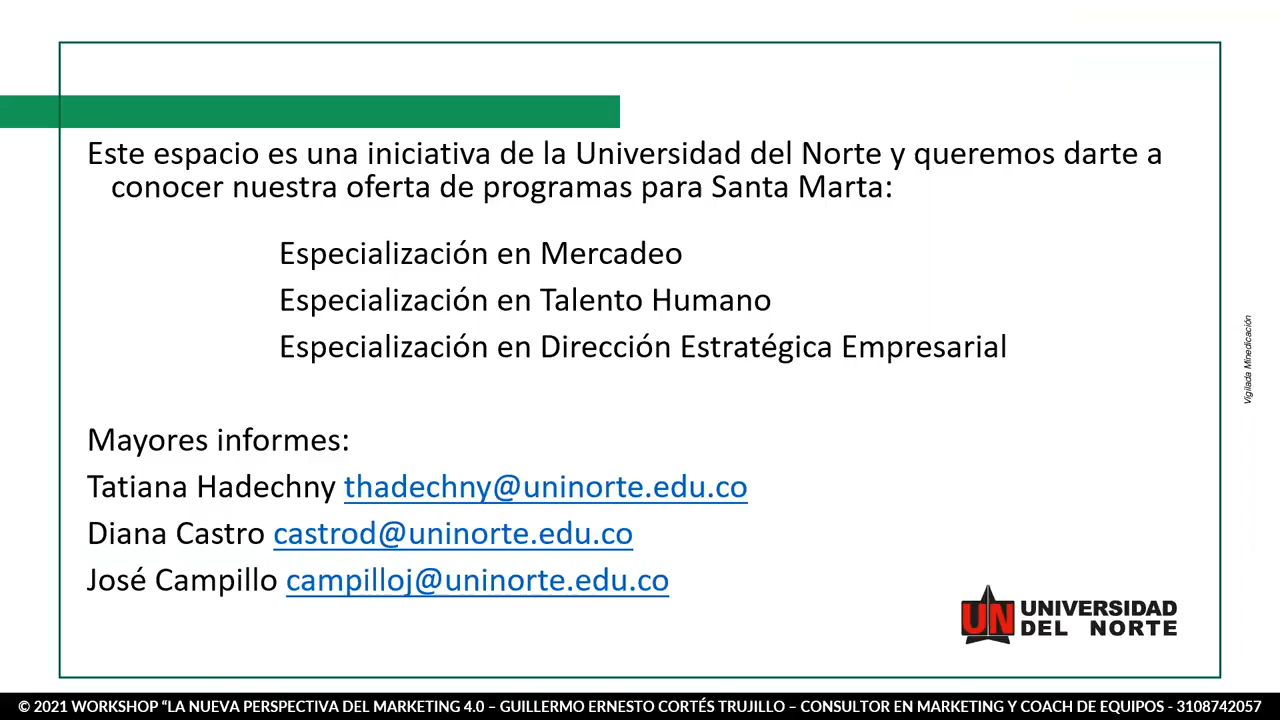 Este espacio es una iniciativa de la Universidad del Norte y queremos darte a
conocer nuestra oferta de programas para Santa Marta:
Especialización en Mercadeo
Especialización en Talento Humano
Especialización en Dirección Estratégica Empresarial
Mayores informes:
Tatiana Hadechny thadechny@uninorte.edu.co
Diana Castro castrod@uninorte.edu.co
José Campillo campilloj@uninorte.edu.co
Vigilada Minedicación
UN
UNIVERSIDAD
DEL NORTE
© 2021 WORKSHOP “LA NUEVA PERSPECTIVA DEL MARKETING 4.0 – GUILLERMO ERNESTO CORTÉS TRUJILLO – CONSULTOR EN MARKETING Y COACH DE EQUIPOS - 3108742057